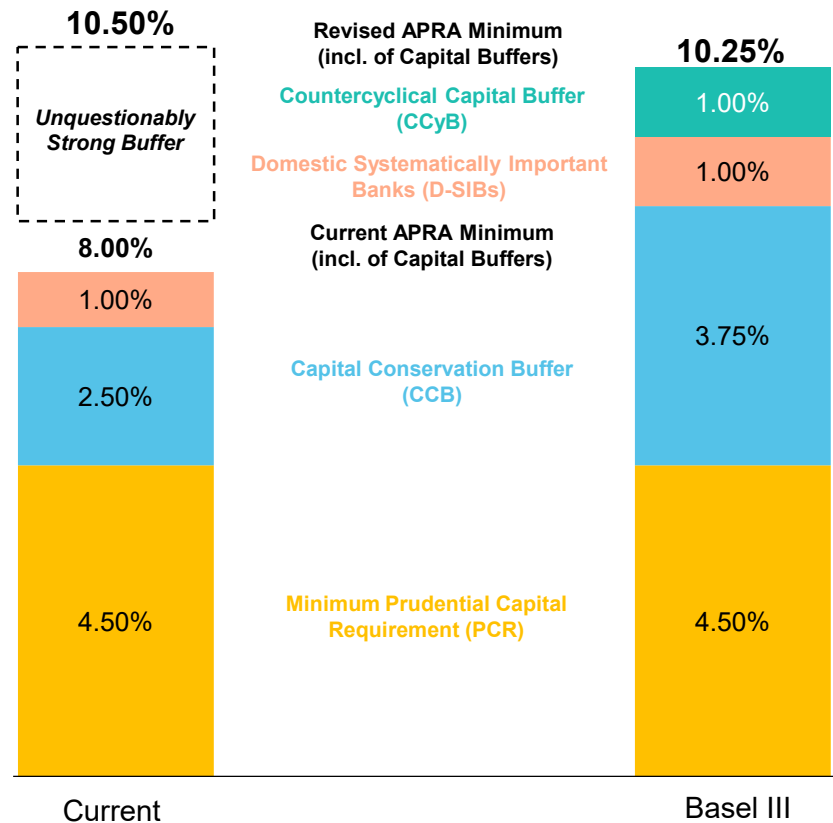 10.50%
Unquestionably
Strong Buffer
8.00%
1.00%
2.50%
4.50%
Current
Revised APRA Minimum
(incl. of Capital Buffers)
Countercyclical Capital Buffer
(CCyB)
Domestic Systematically Important
Banks (D-SIBs)
Current APRA Minimum
(incl. of Capital Buffers)
Capital Conservation Buffer
(CCB)
Minimum Prudential Capital
Requirement (PCR)
10.25%
1.00%
1.00%
3.75%
4.50%
Basel III